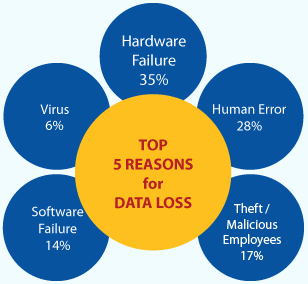 Hardware
Failure
35%
Virus
6%
Human Error
28%
TOP
5 REASONS
for
DATA LOSS
Software
Failure
14%
Theft /
Malicious
Employees
17%